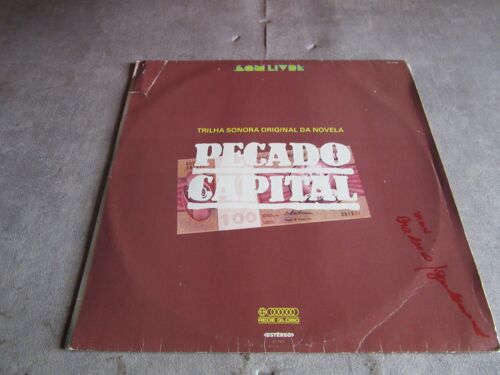 SOM LIVRE
TRILHA SONORA ORIGINAL DA NOVELA
PECADO
CAPITAL
100
REDE GLOBO
ESTÉREO